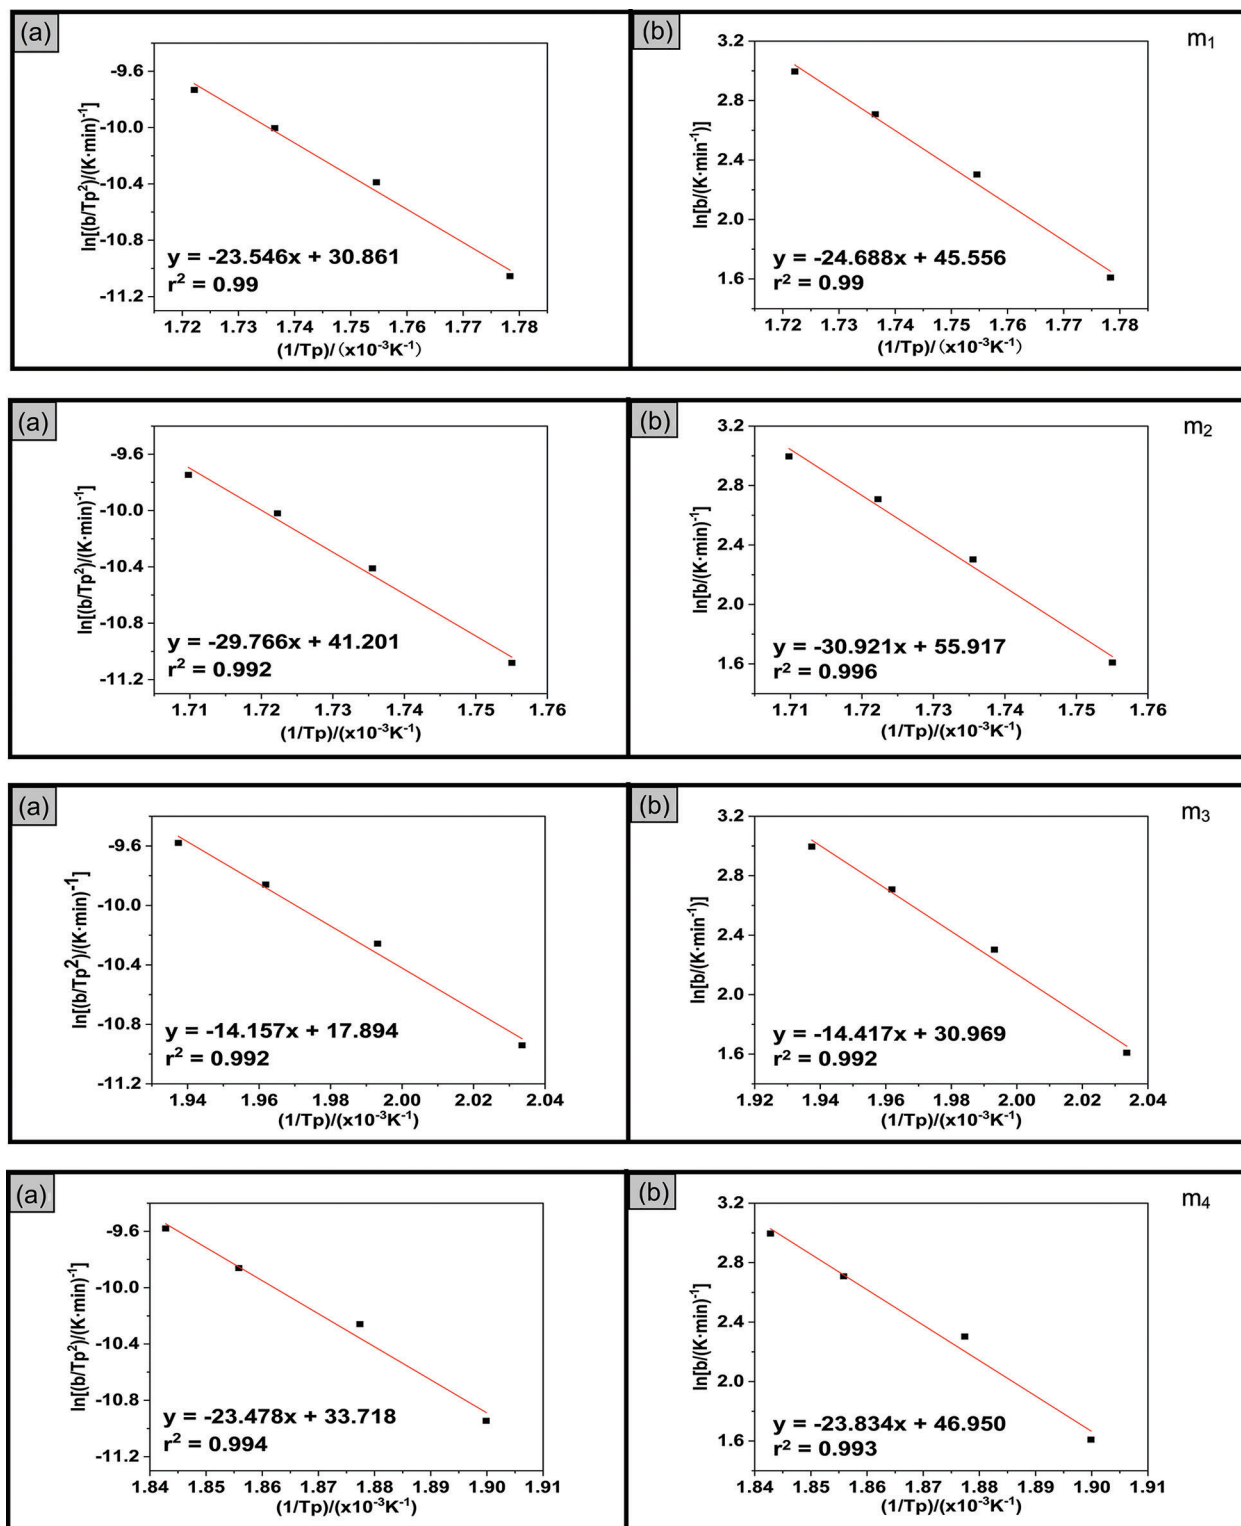 (a)
-9.6
-10.0
-10.4
-10.8
-11.2
ln[(b/Tp²)/(K·min)⁻¹]
y = -23.546x + 30.861
r² = 0.99
1.72 1.73 1.74 1.75 1.76 1.77 1.78
(1/Tp)/（x10⁻³K⁻¹）
(b)
m₁
3.2
2.8
2.4
2.0
1.6
ln[b/(K·min⁻¹)]
y = -24.688x + 45.556
r² = 0.99
1.72 1.73 1.74 1.75 1.76 1.77 1.78
(1/Tp)/（x10⁻³K⁻¹）
(a)
-9.6
-10.0
-10.4
-10.8
-11.2
ln[(b/Tp²)/(K·min)⁻¹]
y = -29.766x + 41.201
r² = 0.992
1.71 1.72 1.73 1.74 1.75 1.76
(1/Tp)/(x10⁻³K⁻¹)
(b)
m₂
3.2
2.8
2.4
2.0
1.6
ln[b/(K·min)⁻¹]
y = -30.921x + 55.917
r² = 0.996
1.71 1.72 1.73 1.74 1.75 1.76
(1/Tp)/(x10⁻³K⁻¹)
(a)
-9.6
-10.0
-10.4
-10.8
-11.2
ln[(b/Tp²)/(K·min)⁻¹]
y = -14.157x + 17.894
r² = 0.992
1.94 1.96 1.98 2.00 2.02 2.04
(1/Tp)/(x10⁻³K⁻¹)
(b)
m₃
3.2
2.8
2.4
2.0
1.6
ln[b/(K·min⁻¹)]
y = -14.417x + 30.969
r² = 0.992
1.92 1.94 1.96 1.98 2.00 2.02 2.04
(1/Tp)/(x10⁻³K⁻¹)
(a)
-9.6
-10.0
-10.4
-10.8
-11.2
ln[(b/Tp²)/(K·min)⁻¹]
y = -23.478x + 33.718
r² = 0.994
1.84 1.85 1.86 1.87 1.88 1.89 1.90 1.91
(1/Tp)/(x10⁻³K⁻¹)
(b)
m₄
3.2
2.8
2.4
2.0
1.6
ln[b/(K·min)⁻¹]
y = -23.834x + 46.950
r² = 0.993
1.84 1.85 1.86 1.87 1.88 1.89 1.90 1.91
(1/Tp)/(x10⁻³K⁻¹)